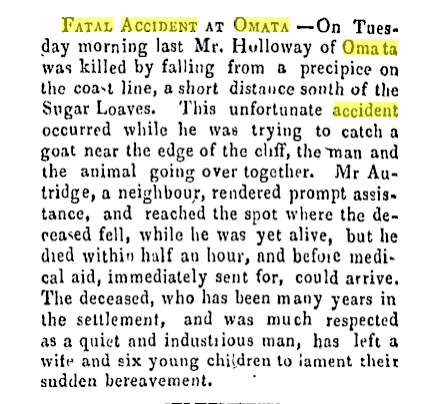 FATAL ACCIDENT AT OMATA —On Tues-
day morning last Mr. Holloway of Omata
was killed by falling from a precipice on
the coast line, a short distance south of the
Sugar Loaves. This unfortunate accident
occurred while he was trying to catch a
goat near the edge of the cliff, the man and
the animal going over together. Mr Au-
tridge, a neighbour, rendered prompt assis-
tance, and reached the spot where the de-
ceased fell, while he was yet alive, but he
died within half an hour, and before medi-
cal aid, immediately sent for, could arrive.
The deceased, who has been many years in
the settlement, and was much respected
as a quiet and industrious man, has left a
wife and six young children to lament their
sudden bereavement.